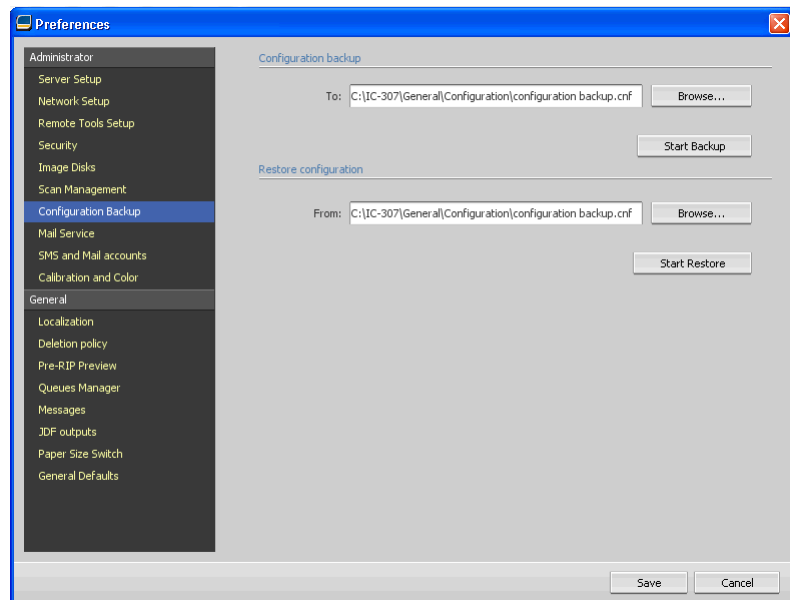 Preferences
Administrator
Server Setup
Network Setup
Remote Tools Setup
Security
Image Disks
Scan Management
Configuration Backup
Mail Service
SMS and Mail accounts
Calibration and Color
General
Localization
Deletion policy
Pre-RIP Preview
Queues Manager
Messages
JDF outputs
Paper Size Switch
General Defaults
Configuration backup
To: C:\IC-307\General\Configuration\configuration backup.cnf Browse...
Start Backup
Restore configuration
From: C:\IC-307\General\Configuration\configuration backup.cnf Browse...
Start Restore
Save Cancel